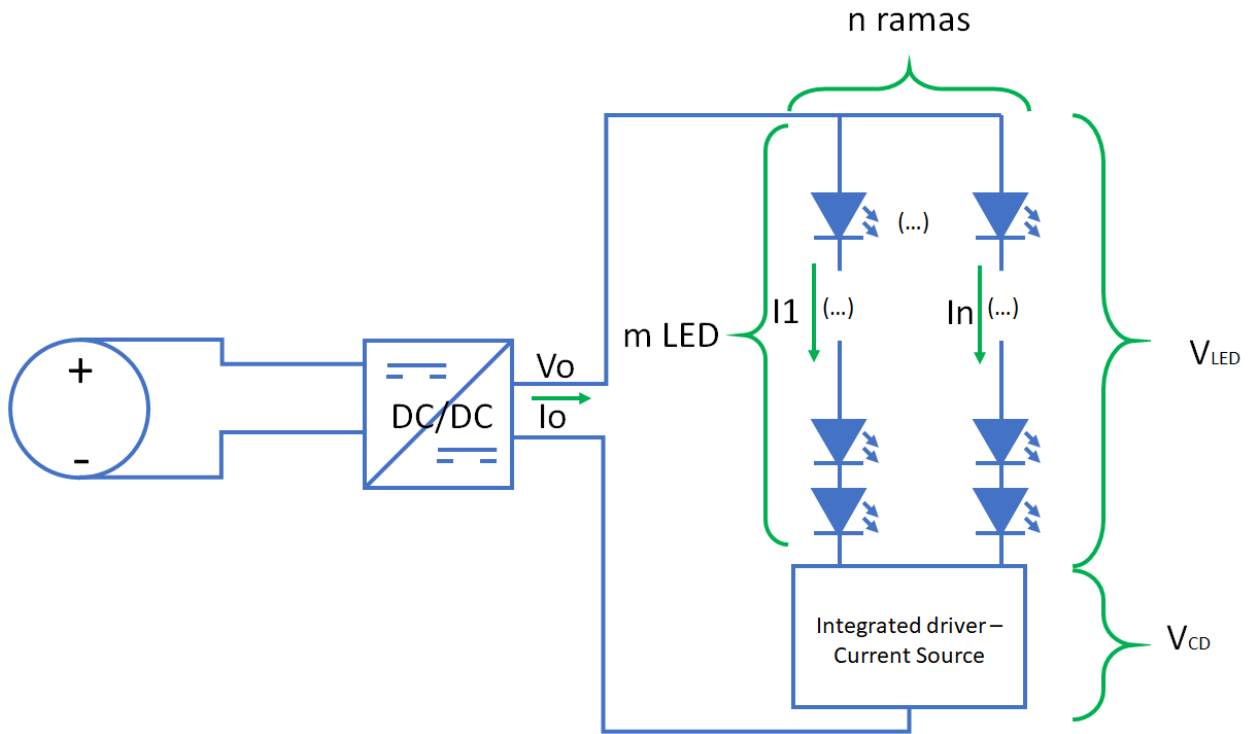 n ramas
(...)
I1
(...)
In
(...)
m LED
VLED
+
-
Vo
DC/DC
Io
Integrated driver –
Current Source
VCD